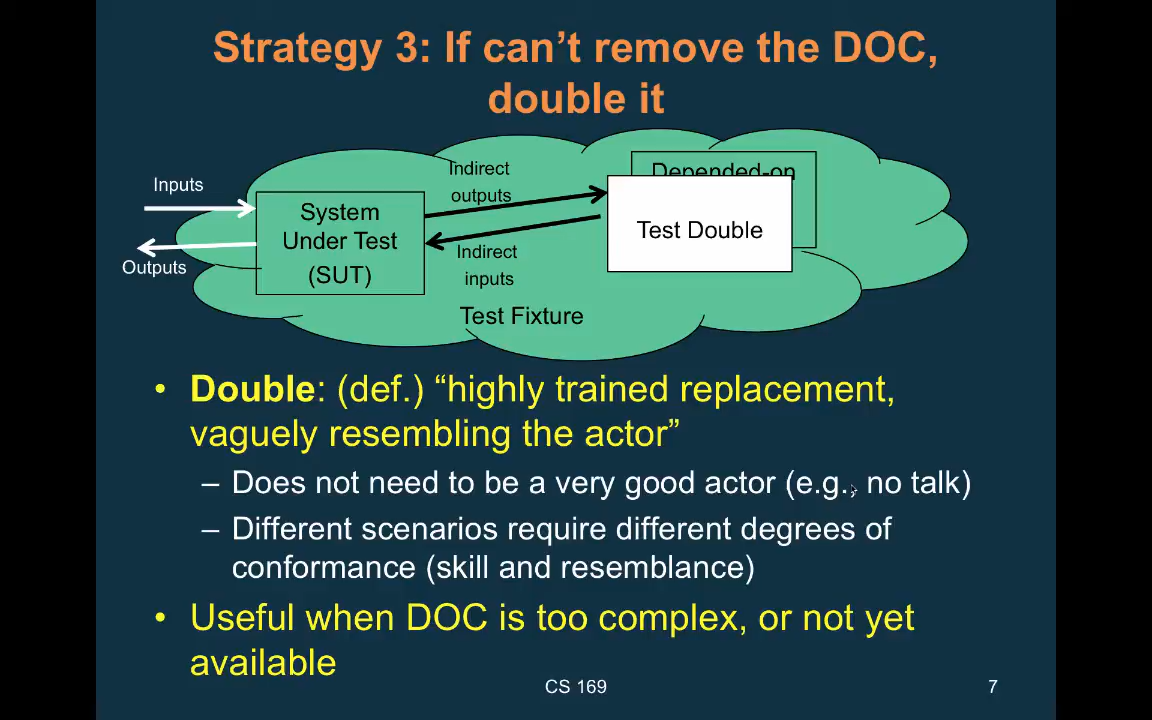 Strategy 3: If can't remove the DOC,
double it
Inputs
Outputs
System
Under Test
(SUT)
Indirect
outputs
Indirect
inputs
Depended-on
Test Double
Test Fixture
• Double: (def.) “highly trained replacement,
vaguely resembling the actor”
– Does not need to be a very good actor (e.g., no talk)
– Different scenarios require different degrees of
conformance (skill and resemblance)
• Useful when DOC is too complex, or not yet
available
CS 169
7